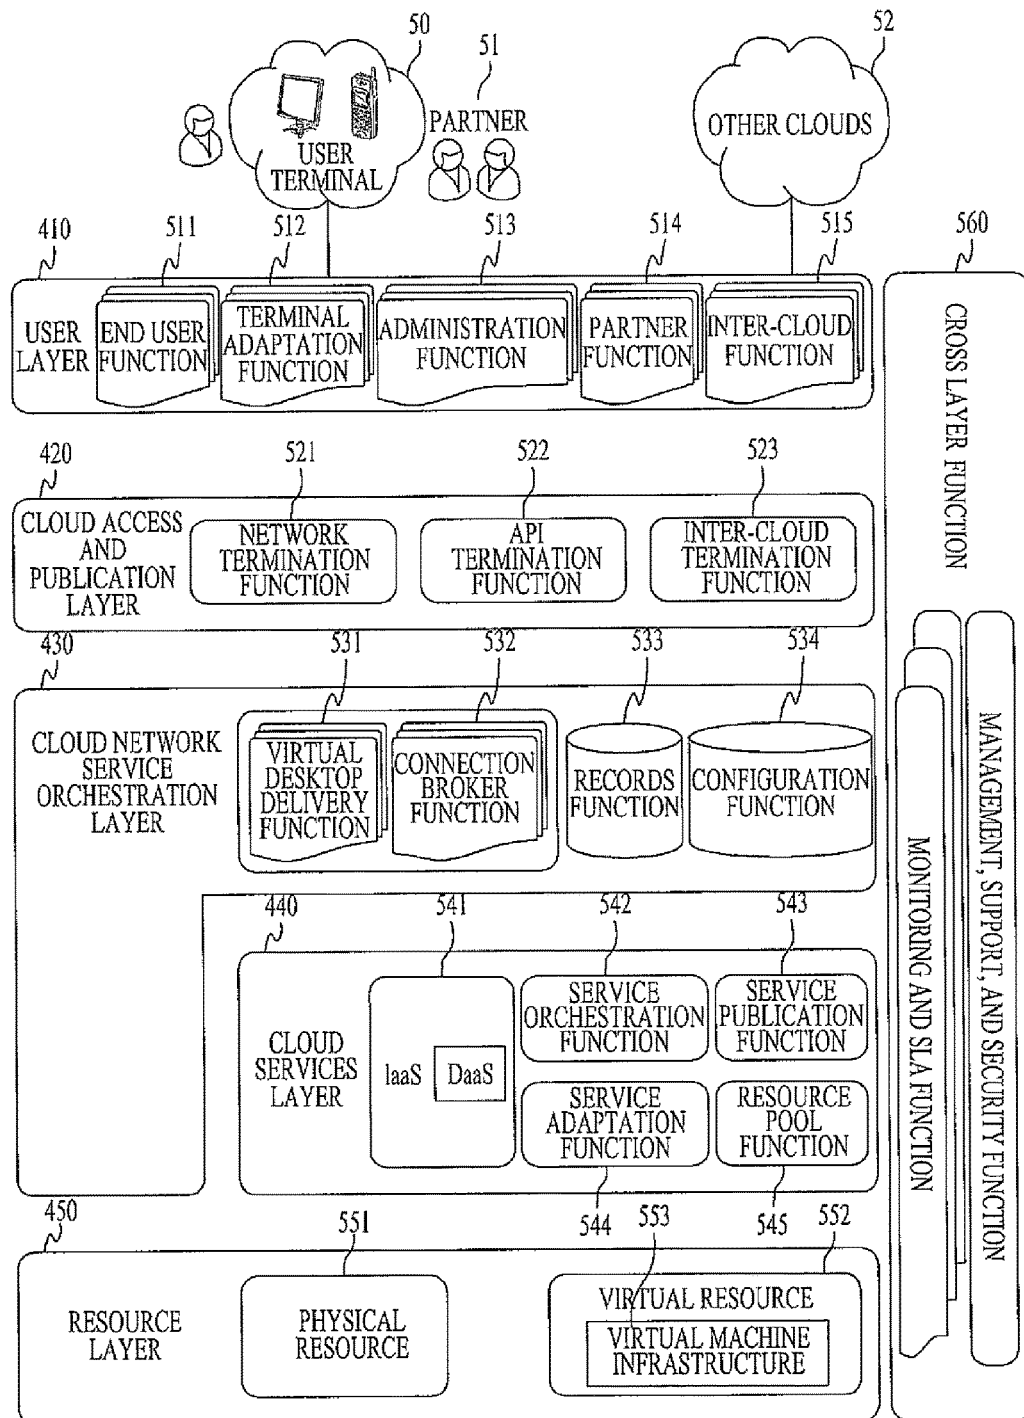 50
51
52
USER
TERMINAL
PARTNER
OTHER CLOUDS
410
511
512
513
514
515
560
USER
LAYER
END USER
FUNCTION
TERMINAL
ADAPTATION
FUNCTION
ADMINISTRATION
FUNCTION
PARTNER
FUNCTION
INTER-CLOUD
FUNCTION
CROSS LAYER FUNCTION
420
521
522
523
CLOUD ACCESS
AND
PUBLICATION
LAYER
NETWORK
TERMINATION
FUNCTION
API
TERMINATION
FUNCTION
INTER-CLOUD
TERMINATION
FUNCTION
430
531
532
533
534
CLOUD NETWORK
SERVICE
ORCHESTRATION
LAYER
VIRTUAL
DESKTOP
DELIVERY
FUNCTION
CONNECTION
BROKER
FUNCTION
RECORDS
FUNCTION
CONFIGURATION
FUNCTION
MONITORING AND SLA FUNCTION
MANAGEMENT, SUPPORT, AND SECURITY FUNCTION
440
541
542
543
CLOUD
SERVICES
LAYER
IaaS
DaaS
SERVICE
ORCHESTRATION
FUNCTION
SERVICE
PUBLICATION
FUNCTION
SERVICE
ADAPTATION
FUNCTION
RESOURCE
POOL
FUNCTION
544
545
450
551
553
552
RESOURCE
LAYER
PHYSICAL
RESOURCE
VIRTUAL RESOURCE
VIRTUAL MACHINE
INFRASTRUCTURE